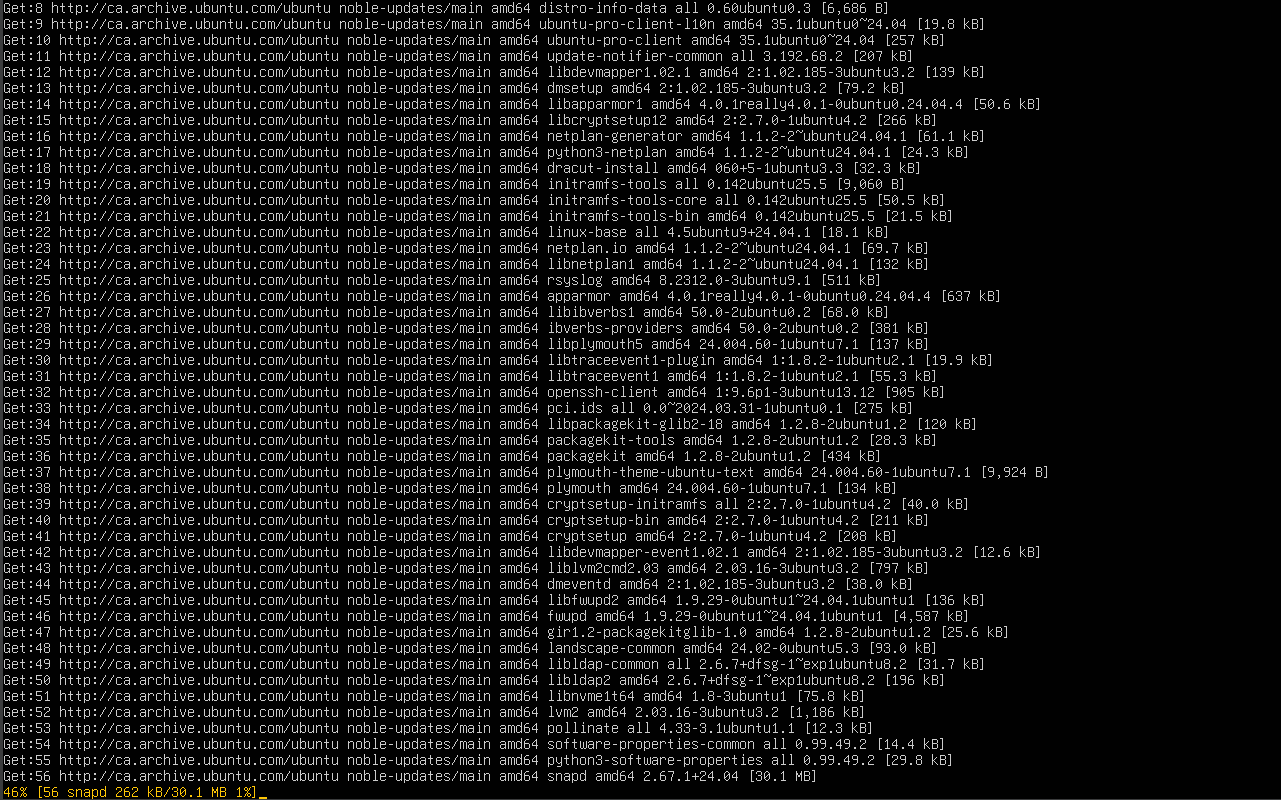 Get:8 http://ca.archive.ubuntu.com/ubuntu noble-updates/main amd64 distro-info-data all 0.60ubuntu0.3 [6,686 B]
Get:9 http://ca.archive.ubuntu.com/ubuntu noble-updates/main amd64 ubuntu-pro-client-l10n amd64 35.1ubuntu0~24.04 [19.8 kB]
Get:10 http://ca.archive.ubuntu.com/ubuntu noble-updates/main amd64 ubuntu-pro-client amd64 35.1ubuntu0~24.04 [257 kB]
Get:11 http://ca.archive.ubuntu.com/ubuntu noble-updates/main amd64 update-notifier-common all 3.192.68.2 [207 kB]
Get:12 http://ca.archive.ubuntu.com/ubuntu noble-updates/main amd64 libdevmapper1.02.1 amd64 2:1.02.185-3ubuntu3.2 [139 kB]
Get:13 http://ca.archive.ubuntu.com/ubuntu noble-updates/main amd64 dmsetup amd64 2:1.02.185-3ubuntu3.2 [79.2 kB]
Get:14 http://ca.archive.ubuntu.com/ubuntu noble-updates/main amd64 libapparmor1 amd64 4.0.1really4.0.1-0ubuntu0.24.04.4 [50.6 kB]
Get:15 http://ca.archive.ubuntu.com/ubuntu noble-updates/main amd64 libcryptsetup12 amd64 2:2.7.0-1ubuntu4.2 [266 kB]
Get:16 http://ca.archive.ubuntu.com/ubuntu noble-updates/main amd64 netplan-generator amd64 1.1.2-2~ubuntu24.04.1 [61.1 kB]
Get:17 http://ca.archive.ubuntu.com/ubuntu noble-updates/main amd64 python3-netplan amd64 1.1.2-2~ubuntu24.04.1 [24.3 kB]
Get:18 http://ca.archive.ubuntu.com/ubuntu noble-updates/main amd64 dracut-install amd64 060+5-1ubuntu3.3 [32.3 kB]
Get:19 http://ca.archive.ubuntu.com/ubuntu noble-updates/main amd64 initramfs-tools all 0.142ubuntu25.5 [9,060 B]
Get:20 http://ca.archive.ubuntu.com/ubuntu noble-updates/main amd64 initramfs-tools-core all 0.142ubuntu25.5 [50.5 kB]
Get:21 http://ca.archive.ubuntu.com/ubuntu noble-updates/main amd64 initramfs-tools-bin amd64 0.142ubuntu25.5 [21.5 kB]
Get:22 http://ca.archive.ubuntu.com/ubuntu noble-updates/main amd64 linux-base all 4.5ubuntu9+24.04.1 [18.1 kB]
Get:23 http://ca.archive.ubuntu.com/ubuntu noble-updates/main amd64 netplan.io amd64 1.1.2-2~ubuntu24.04.1 [69.7 kB]
Get:24 http://ca.archive.ubuntu.com/ubuntu noble-updates/main amd64 libnetplan1 amd64 1.1.2-2~ubuntu24.04.1 [132 kB]
Get:25 http://ca.archive.ubuntu.com/ubuntu noble-updates/main amd64 rsyslog amd64 8.2312.0-3ubuntu9.1 [511 kB]
Get:26 http://ca.archive.ubuntu.com/ubuntu noble-updates/main amd64 apparmor amd64 4.0.1really4.0.1-0ubuntu0.24.04.4 [637 kB]
Get:27 http://ca.archive.ubuntu.com/ubuntu noble-updates/main amd64 libibverbs1 amd64 50.0-2ubuntu0.2 [68.0 kB]
Get:28 http://ca.archive.ubuntu.com/ubuntu noble-updates/main amd64 ibverbs-providers amd64 50.0-2ubuntu0.2 [381 kB]
Get:29 http://ca.archive.ubuntu.com/ubuntu noble-updates/main amd64 libplymouth5 amd64 24.004.60-1ubuntu7.1 [137 kB]
Get:30 http://ca.archive.ubuntu.com/ubuntu noble-updates/main amd64 libtraceevent1-plugin amd64 1:1.8.2-1ubuntu2.1 [19.9 kB]
Get:31 http://ca.archive.ubuntu.com/ubuntu noble-updates/main amd64 libtraceevent1 amd64 1:1.8.2-1ubuntu2.1 [55.3 kB]
Get:32 http://ca.archive.ubuntu.com/ubuntu noble-updates/main amd64 openssh-client amd64 1:9.6p1-3ubuntu13.12 [905 kB]
Get:33 http://ca.archive.ubuntu.com/ubuntu noble-updates/main amd64 pci.ids all 0.0~2024.03.31-1ubuntu0.1 [275 kB]
Get:34 http://ca.archive.ubuntu.com/ubuntu noble-updates/main amd64 libpackagekit-glib2-18 amd64 1.2.8-2ubuntu1.2 [120 kB]
Get:35 http://ca.archive.ubuntu.com/ubuntu noble-updates/main amd64 packagekit-tools amd64 1.2.8-2ubuntu1.2 [28.3 kB]
Get:36 http://ca.archive.ubuntu.com/ubuntu noble-updates/main amd64 packagekit amd64 1.2.8-2ubuntu1.2 [434 kB]
Get:37 http://ca.archive.ubuntu.com/ubuntu noble-updates/main amd64 plymouth-theme-ubuntu-text amd64 24.004.60-1ubuntu7.1 [9,924 B]
Get:38 http://ca.archive.ubuntu.com/ubuntu noble-updates/main amd64 plymouth amd64 24.004.60-1ubuntu7.1 [134 kB]
Get:39 http://ca.archive.ubuntu.com/ubuntu noble-updates/main amd64 cryptsetup-initramfs all 2:2.7.0-1ubuntu4.2 [40.0 kB]
Get:40 http://ca.archive.ubuntu.com/ubuntu noble-updates/main amd64 cryptsetup-bin amd64 2:2.7.0-1ubuntu4.2 [211 kB]
Get:41 http://ca.archive.ubuntu.com/ubuntu noble-updates/main amd64 cryptsetup amd64 2:2.7.0-1ubuntu4.2 [208 kB]
Get:42 http://ca.archive.ubuntu.com/ubuntu noble-updates/main amd64 libdevmapper-event1.02.1 amd64 2:1.02.185-3ubuntu3.2 [12.6 kB]
Get:43 http://ca.archive.ubuntu.com/ubuntu noble-updates/main amd64 liblvm2cmd2.03 amd64 2.03.16-3ubuntu3.2 [797 kB]
Get:44 http://ca.archive.ubuntu.com/ubuntu noble-updates/main amd64 dmeventd amd64 2:1.02.185-3ubuntu3.2 [38.0 kB]
Get:45 http://ca.archive.ubuntu.com/ubuntu noble-updates/main amd64 libfwupd2 amd64 1.9.29-0ubuntu1~24.04.1ubuntu1 [136 kB]
Get:46 http://ca.archive.ubuntu.com/ubuntu noble-updates/main amd64 fwupd amd64 1.9.29-0ubuntu1~24.04.1ubuntu1 [4,587 kB]
Get:47 http://ca.archive.ubuntu.com/ubuntu noble-updates/main amd64 gir1.2-packagekitglib-1.0 amd64 1.2.8-2ubuntu1.2 [25.6 kB]
Get:48 http://ca.archive.ubuntu.com/ubuntu noble-updates/main amd64 landscape-common amd64 24.02-0ubuntu5.3 [93.0 kB]
Get:49 http://ca.archive.ubuntu.com/ubuntu noble-updates/main amd64 libldap-common all 2.6.7+dfsg-1~exp1ubuntu8.2 [31.7 kB]
Get:50 http://ca.archive.ubuntu.com/ubuntu noble-updates/main amd64 libldap2 amd64 2.6.7+dfsg-1~exp1ubuntu8.2 [196 kB]
Get:51 http://ca.archive.ubuntu.com/ubuntu noble-updates/main amd64 libnvme1t64 amd64 1.8-3ubuntu1 [75.8 kB]
Get:52 http://ca.archive.ubuntu.com/ubuntu noble-updates/main amd64 lvm2 amd64 2.03.16-3ubuntu3.2 [1,186 kB]
Get:53 http://ca.archive.ubuntu.com/ubuntu noble-updates/main amd64 pollinate all 4.33-3.1ubuntu1.1 [12.3 kB]
Get:54 http://ca.archive.ubuntu.com/ubuntu noble-updates/main amd64 software-properties-common all 0.99.49.2 [14.4 kB]
Get:55 http://ca.archive.ubuntu.com/ubuntu noble-updates/main amd64 python3-software-properties all 0.99.49.2 [29.8 kB]
Get:56 http://ca.archive.ubuntu.com/ubuntu noble-updates/main amd64 snapd amd64 2.67.1+24.04 [30.1 MB]
46% [56 snapd 262 kB/30.1 MB 1%]_